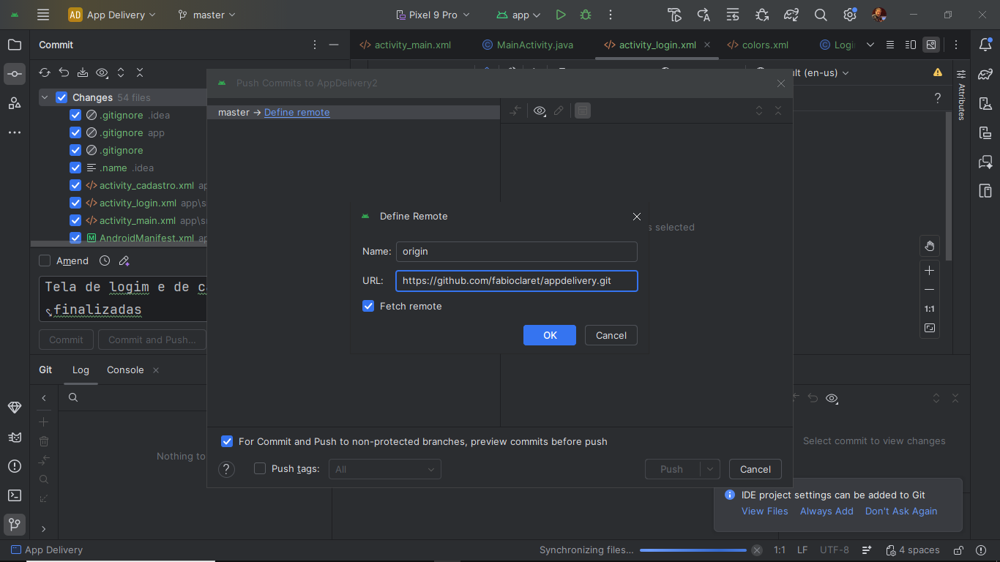 AD App Delivery master Pixel 9 Pro app
Commit
activity_main.xml MainActivity.java activity_login.xml colors.xml Logi
ult (en-us)
Push Commits to AppDelivery2
Changes 54 files
.gitignore .idea
.gitignore app
.gitignore
.name .idea
activity_cadastro.xml ap
activity_login.xml app\s
activity_main.xml app\sr
AndroidManifest.xml ap
master → Define remote
s selected
Attributes
?
Define Remote
Name: origin
URL: https://github.com/fabioclaret/appdelivery.git
Fetch remote
OK Cancel
Amend
Tela de logim e de c
finalizadas
Commit Commit and Push...
1:1
Git Log Console
Nothing to
For Commit and Push to non-protected branches, preview commits before push
? Push tags: All Push Cancel
Select commit to view changes
IDE project settings can be added to Git
View Files Always Add Don't Ask Again
App Delivery Synchronizing files... 1:1 LF UTF-8 4 spaces